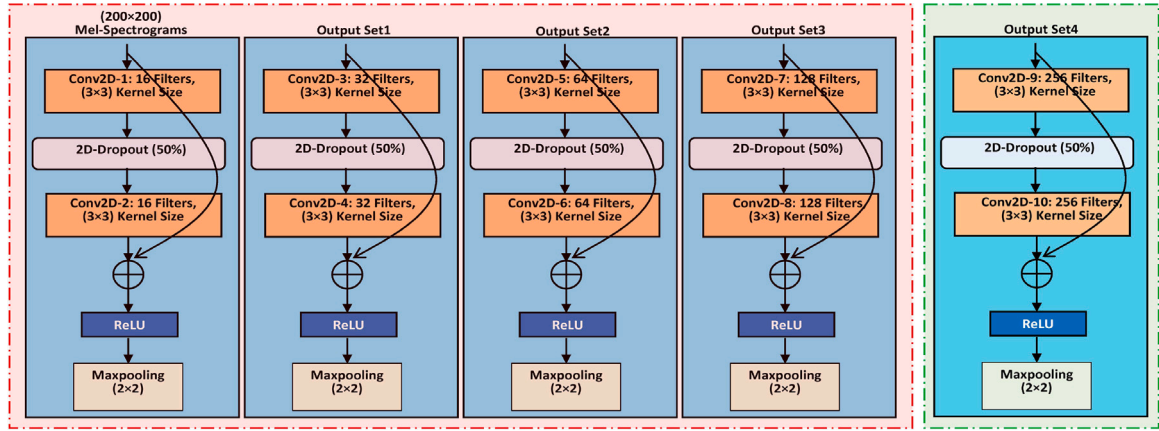 (200×200)
Mel-Spectrograms
Conv2D-1: 16 Filters,
(3×3) Kernel Size
2D-Dropout (50%)
Conv2D-2: 16 Filters,
(3×3) Kernel Size
ReLU
Maxpooling
(2×2)
Output Set1
Conv2D-3: 32 Filters,
(3×3) Kernel Size
2D-Dropout (50%)
Conv2D-4: 32 Filters,
(3×3) Kernel Size
ReLU
Maxpooling
(2×2)
Output Set2
Conv2D-5: 64 Filters,
(3×3) Kernel Size
2D-Dropout (50%)
Conv2D-6: 64 Filters,
(3×3) Kernel Size
ReLU
Maxpooling
(2×2)
Output Set3
Conv2D-7: 128 Filters,
(3×3) Kernel Size
2D-Dropout (50%)
Conv2D-8: 128 Filters,
(3×3) Kernel Size
ReLU
Maxpooling
(2×2)
Output Set4
Conv2D-9: 256 Filters,
(3×3) Kernel Size
2D-Dropout (50%)
Conv2D-10: 256 Filters,
(3×3) Kernel Size
ReLU
Maxpooling
(2×2)